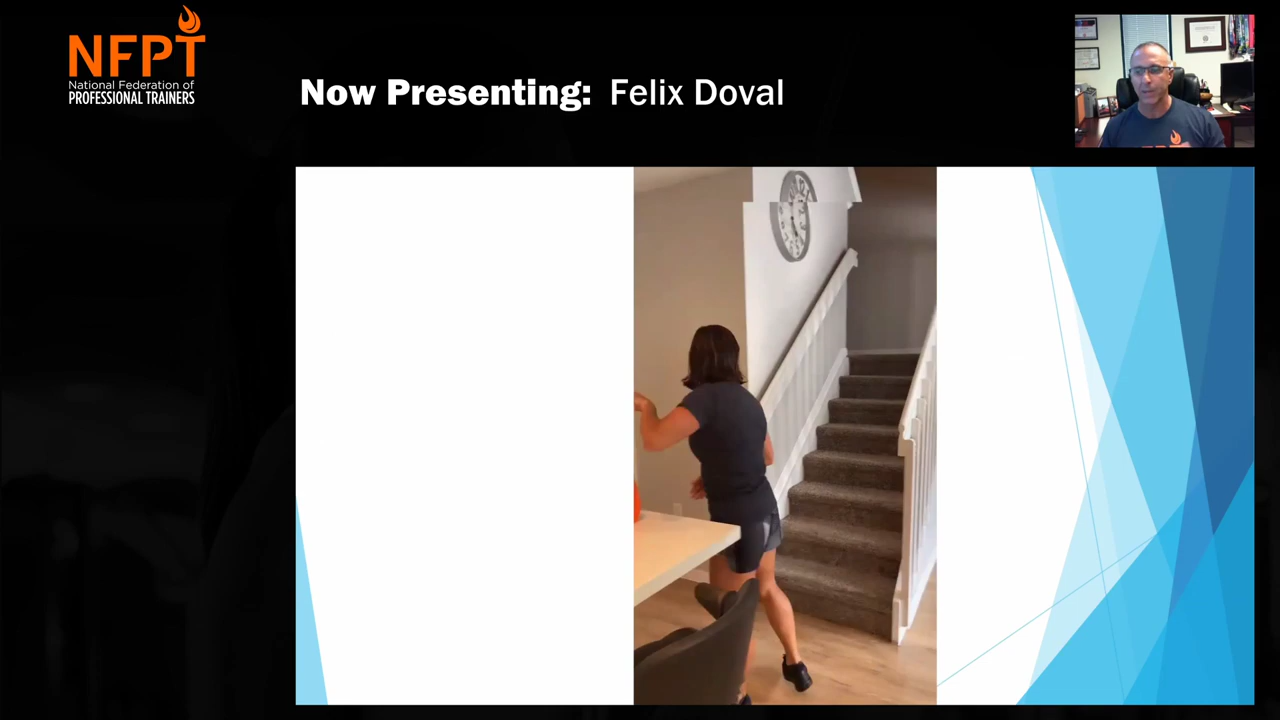 NFPT
National Federation of
PROFESSIONAL TRAINERS
Now Presenting: Felix Doval